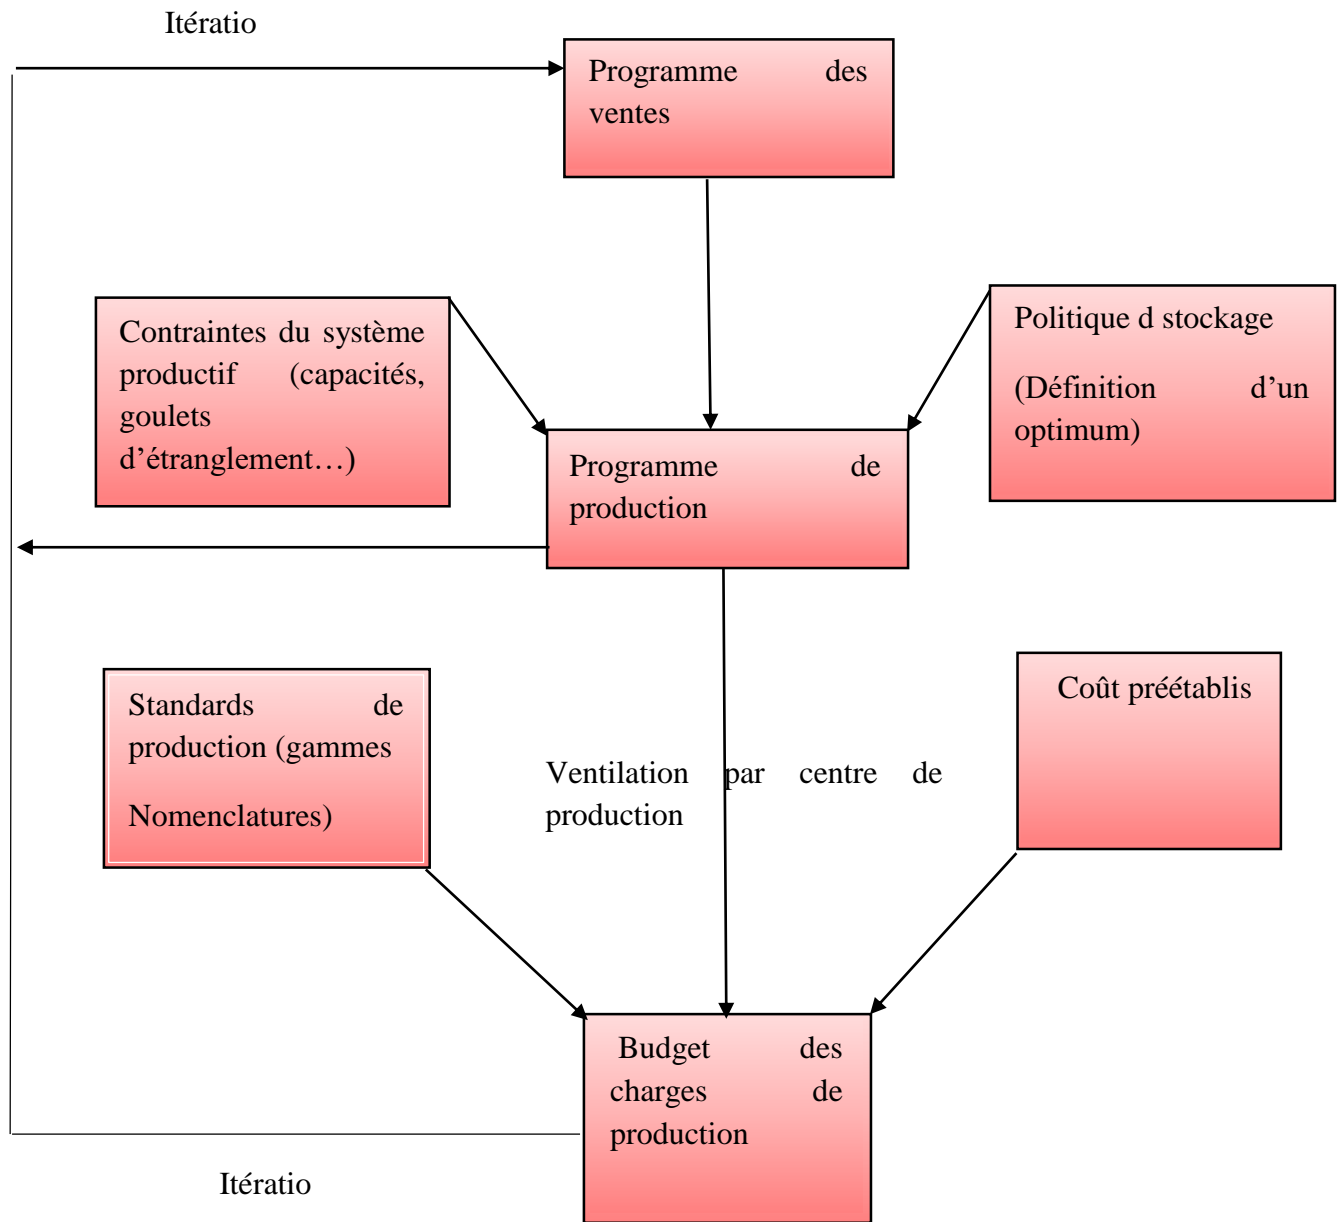 Itératio
Programme des
ventes
Contraintes du système
productif (capacités,
goulets
d’étranglement…)
Politique d stockage
(Définition d’un
optimum)
Programme de
production
Standards de
production (gammes
Nomenclatures)
Coût préétablis
Ventilation par centre de
production
Budget des
charges de
production
Itératio